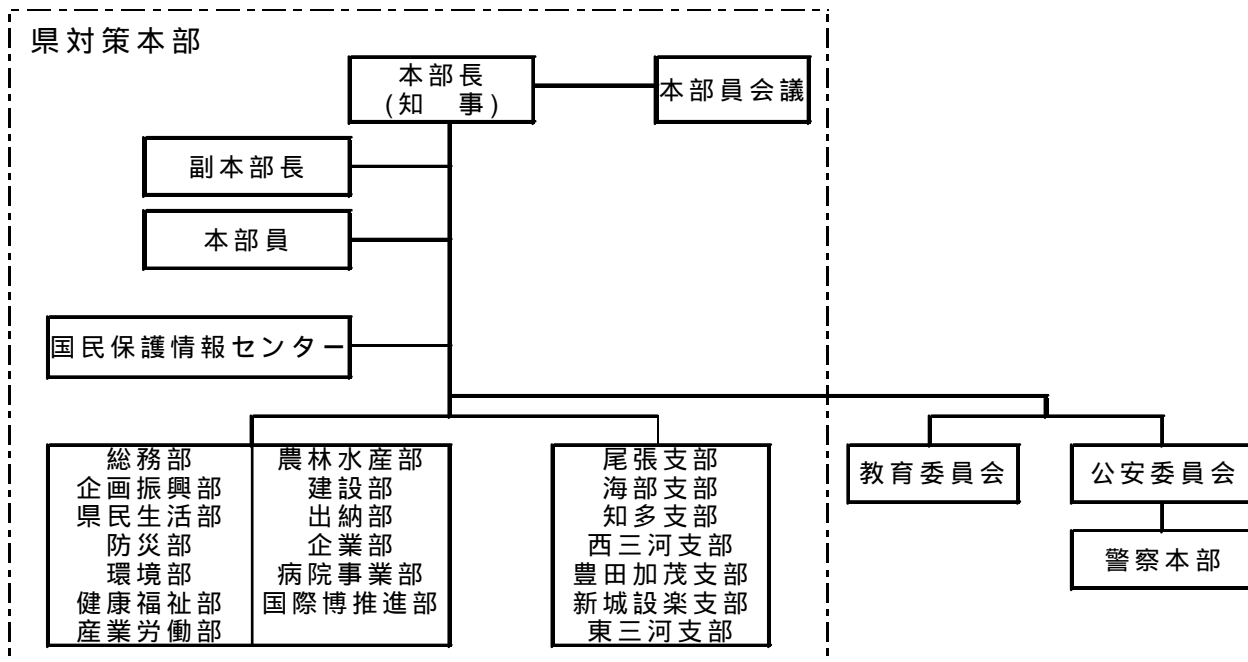 県対策本部
本部長
(知　事)
本部員会議
副本部長
本部員
国民保護情報センター
総務部
企画振興部
県民生活部
防災部
環境部
健康福祉部
産業労働部
農林水産部
建設部
出納部
企業部
病院事業部
国際博推進部
尾張支部
海部支部
知多支部
西三河支部
豊田加茂支部
新城設楽支部
東三河支部
教育委員会
公安委員会
警察本部